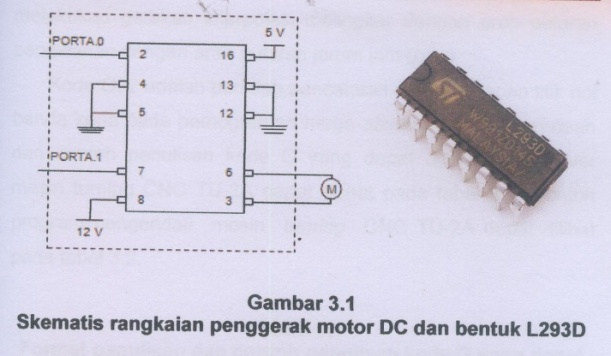 5 V
PORTA.0
2
16
4
13
5
12
PORTA.1
7
6
M
8
3
12 V
ST
L293D
Gambar 3.1
Skematis rangkaian penggerak motor DC dan bentuk L293D